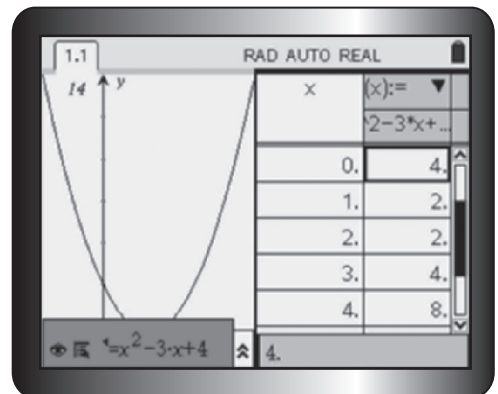 1.1 RAD AUTO REAL
14 y
x (x):= ▼
^2-3*x+...
0. 4.
1. 2.
2. 2.
3. 4.
4. 8.
=x²-3·x+4
4.